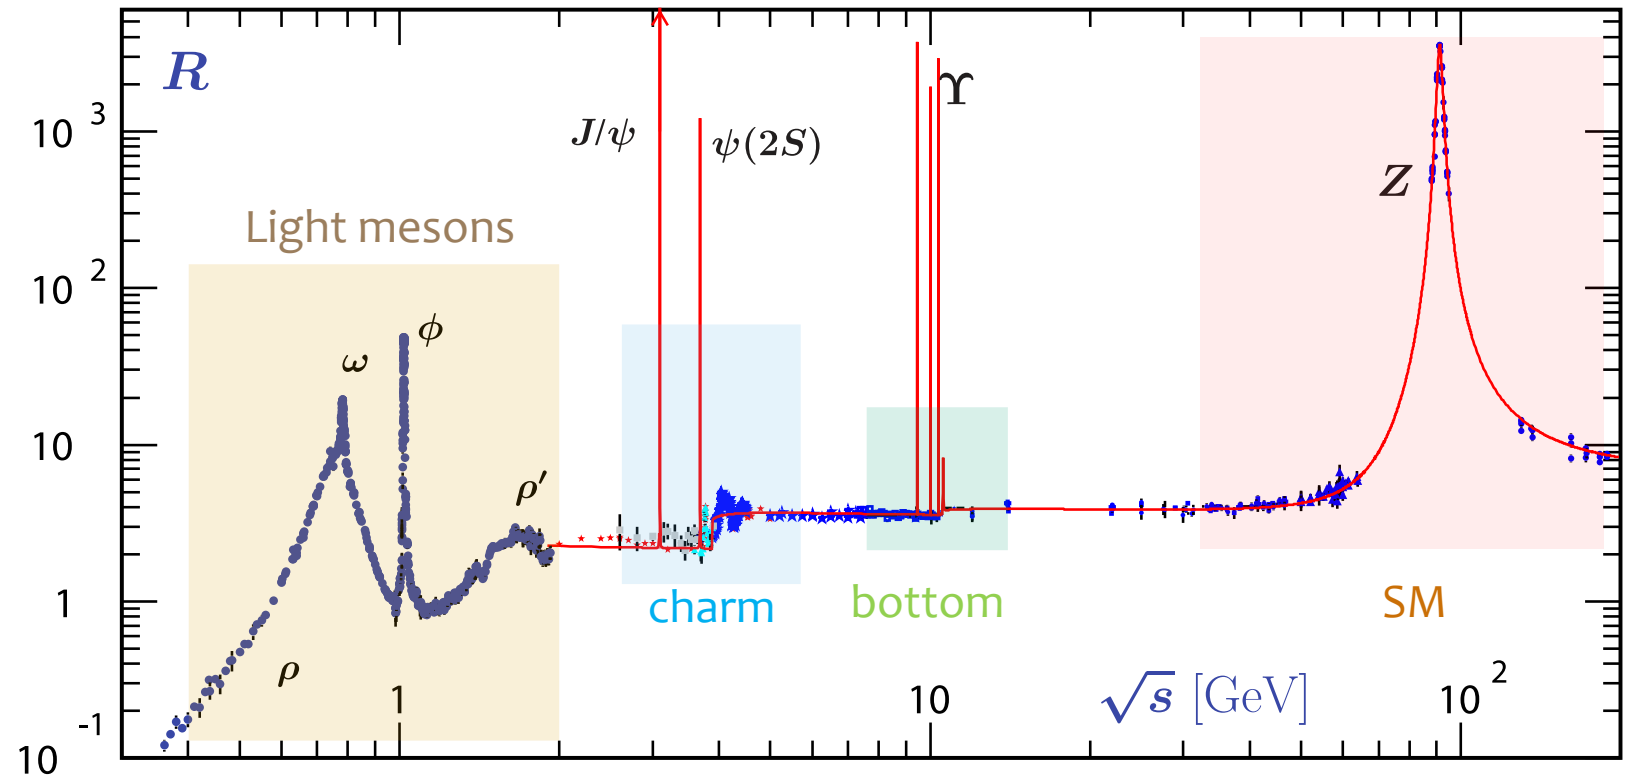 R
10 3
J/ψ
ψ(2S)
ϒ
Z
Light mesons
10 2
ω
ϕ
10
ρ′
1
charm
bottom
SM
ρ
1
10
√s [GeV]
10 2
10 -1